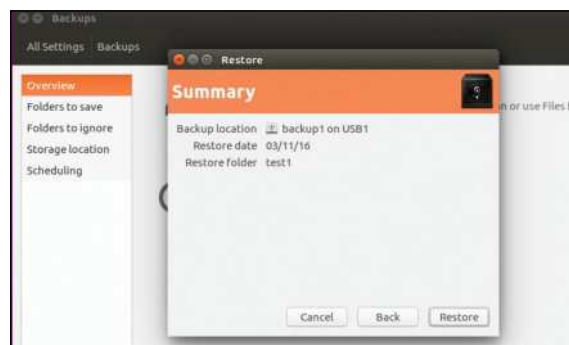 Backups
All Settings Backups
Restore
Overview
Summary
Folders to save
n or use Files
Folders to ignore
Backup location backup1 on USB1
Storage location
Restore date 03/11/16
Scheduling
Restore folder test1
Cancel Back Restore